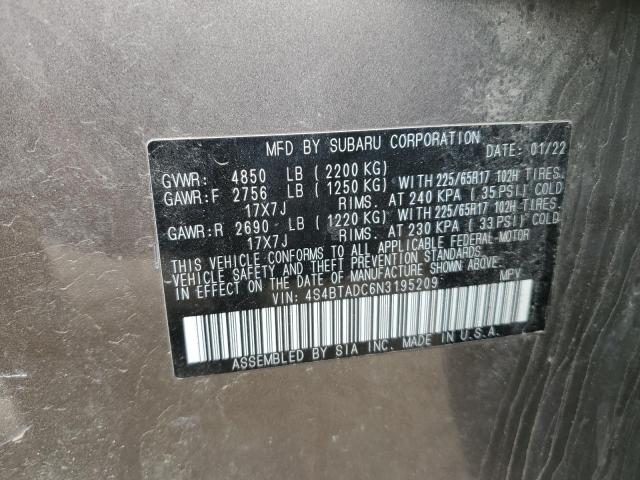 MFD BY SUBARU CORPORATION DATE: 01/22
GVWR: 4850 LB (2200 KG)
GAWR:F 2756 LB (1250 KG) WITH 225/65R17 102H TIRES.
17X7J RIMS. AT 240 KPA (35 PSI) COLD
GAWR:R 2690 LB (1220 KG) WITH 225/65R17 102H TIRES.
17X7J RIMS. AT 230 KPA (33 PSI) COLD
THIS VEHICLE CONFORMS TO ALL APPLICABLE FEDERAL MOTOR
VEHICLE SAFETY AND THEFT PREVENTION STANDARDS
IN EFFECT ON THE DATE OF MANUFACTURE SHOWN ABOVE.
VIN: 4S4BTADC6N3195209 MPV
ASSEMBLED BY SIA INC. MADE IN U.S.A.